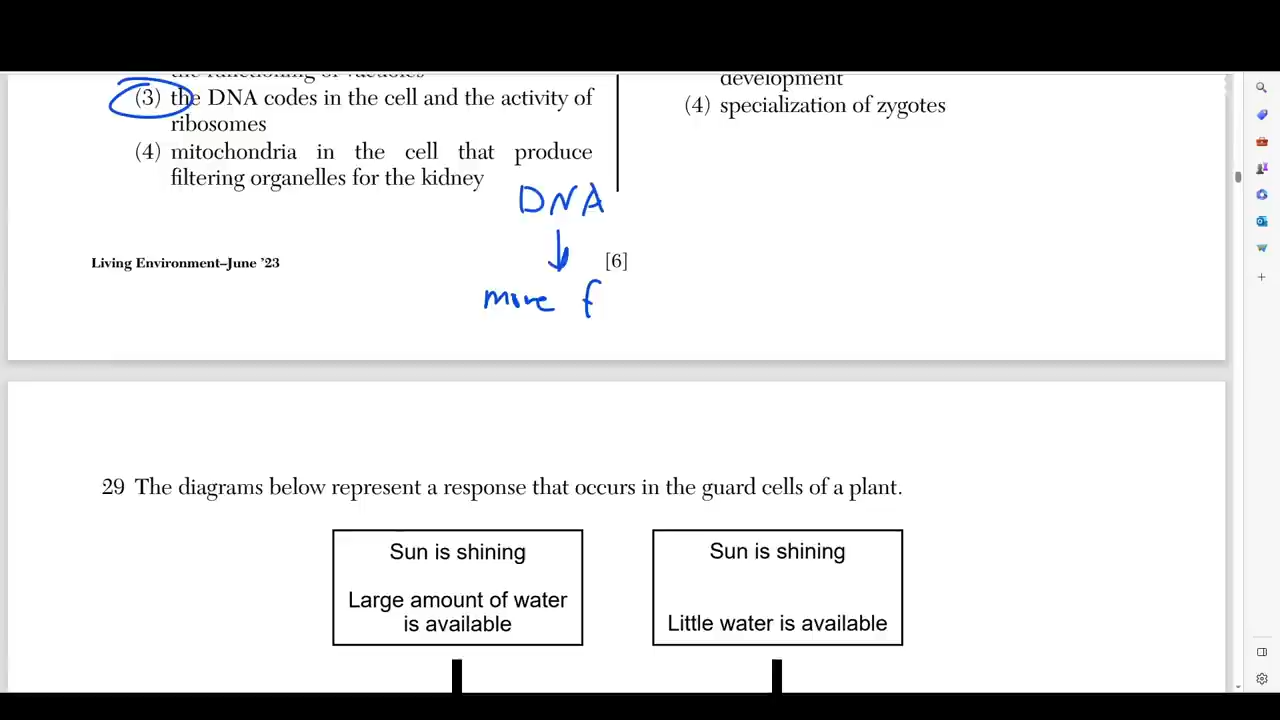 (3) the DNA codes in the cell and the activity of
ribosomes
(4) mitochondria in the cell that produce
filtering organelles for the kidney
development
(4) specialization of zygotes
DNA
more f
Living Environment–June ’23
[6]
29 The diagrams below represent a response that occurs in the guard cells of a plant.
Sun is shining
Large amount of water
is available
Sun is shining
Little water is available